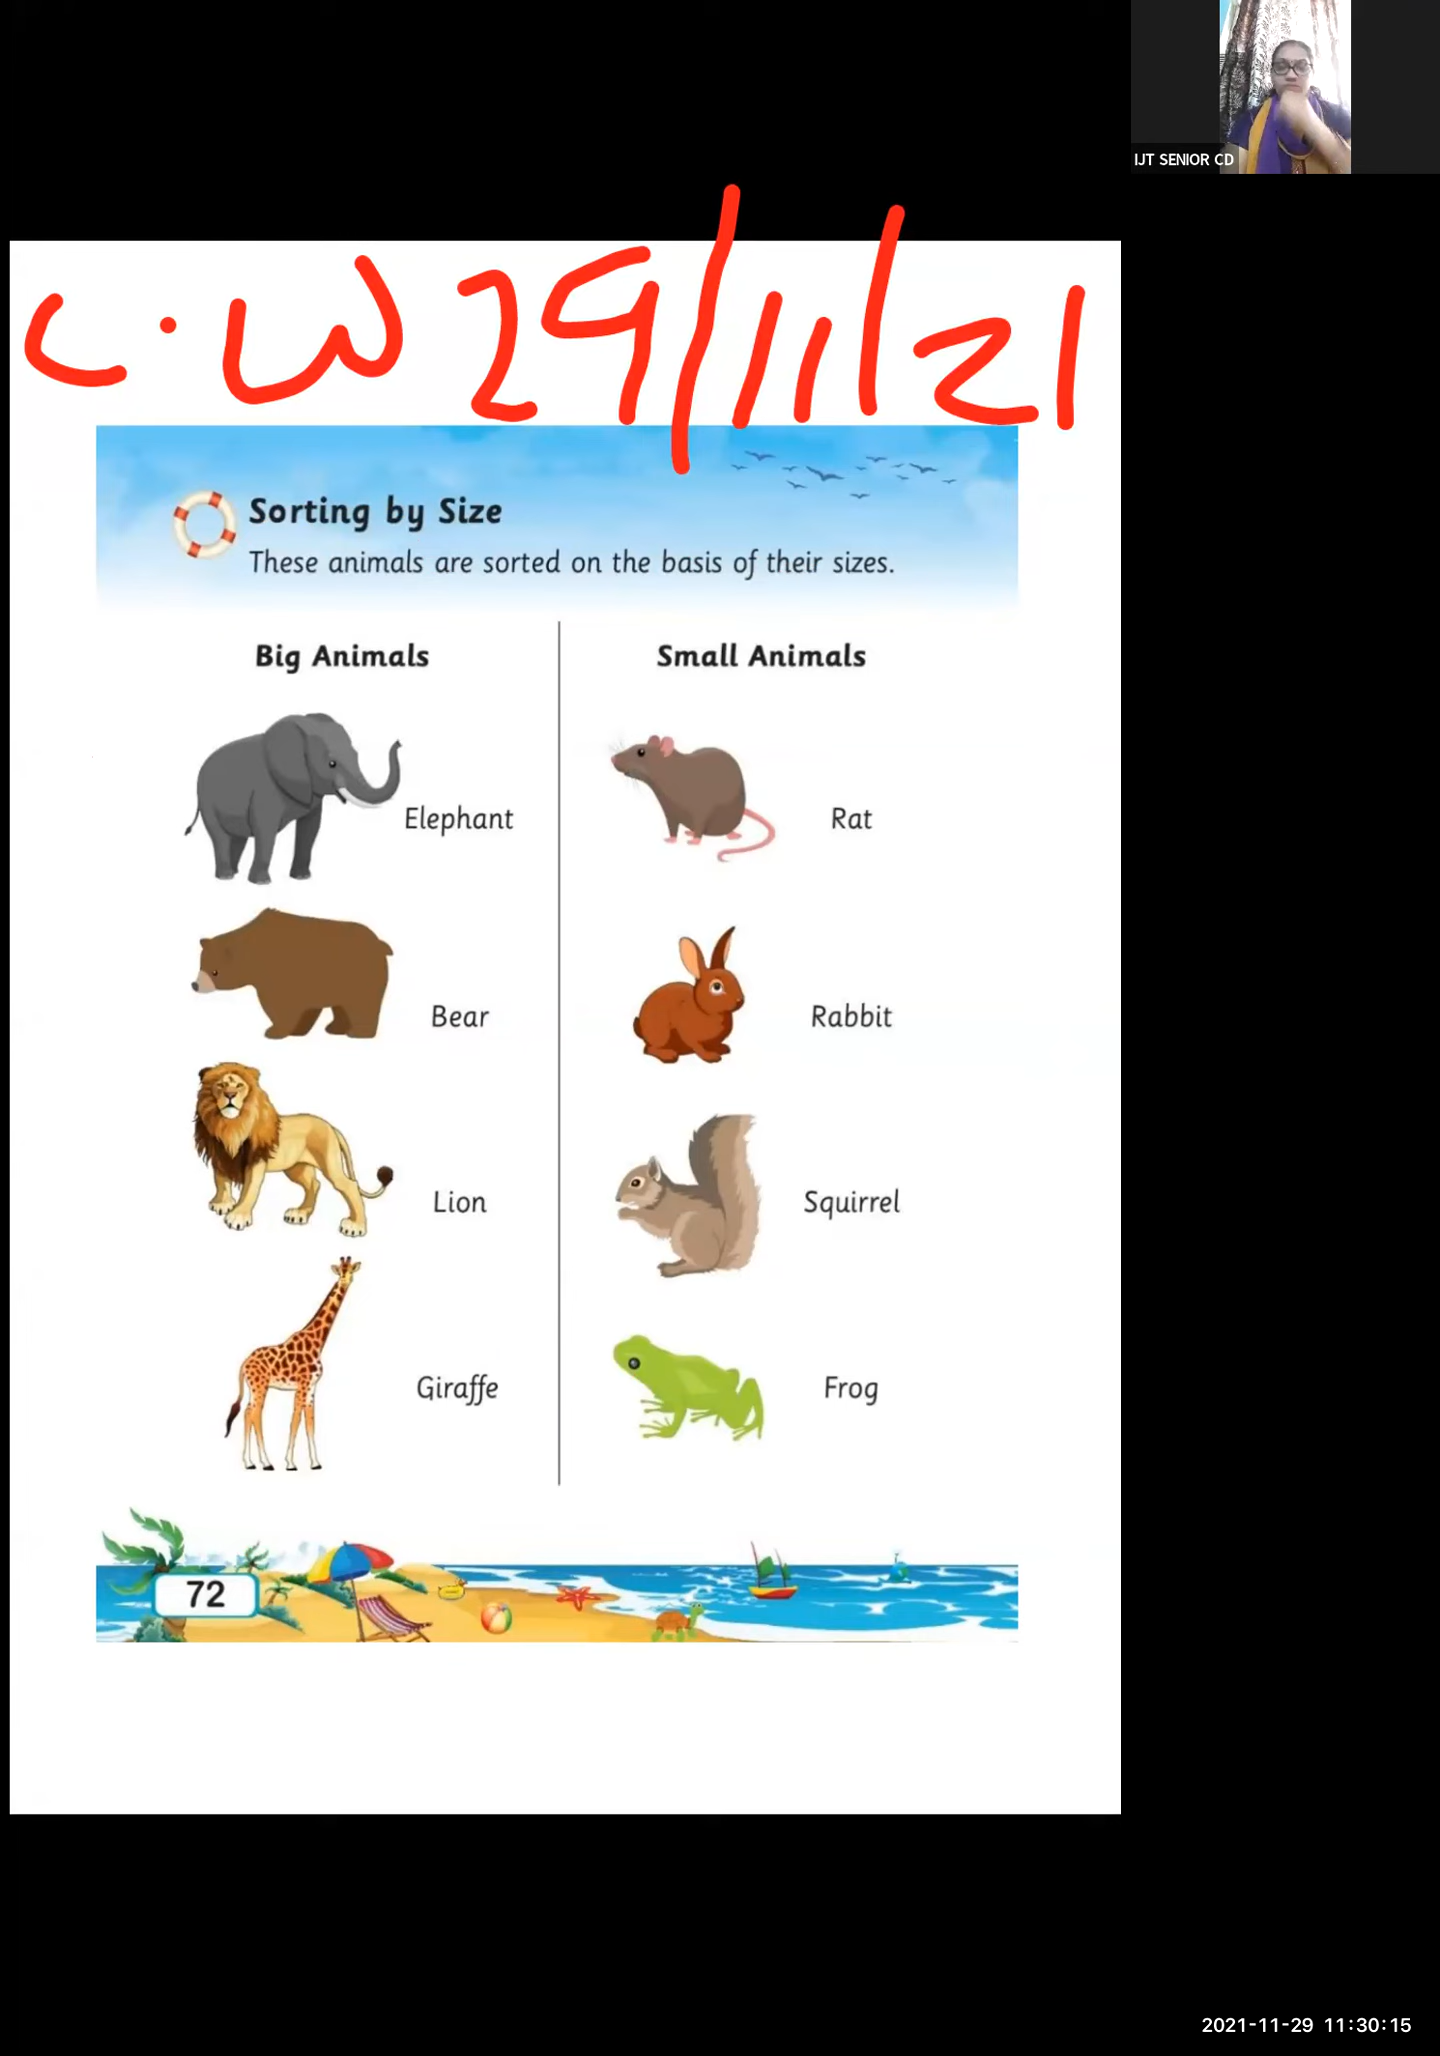 IJT SENIOR CD
C.W 29/11/21
Sorting by Size
These animals are sorted on the basis of their sizes.
Big Animals
Small Animals
Elephant
Rat
Bear
Rabbit
Lion
Squirrel
Giraffe
Frog
72
2021-11-29 11:30:15